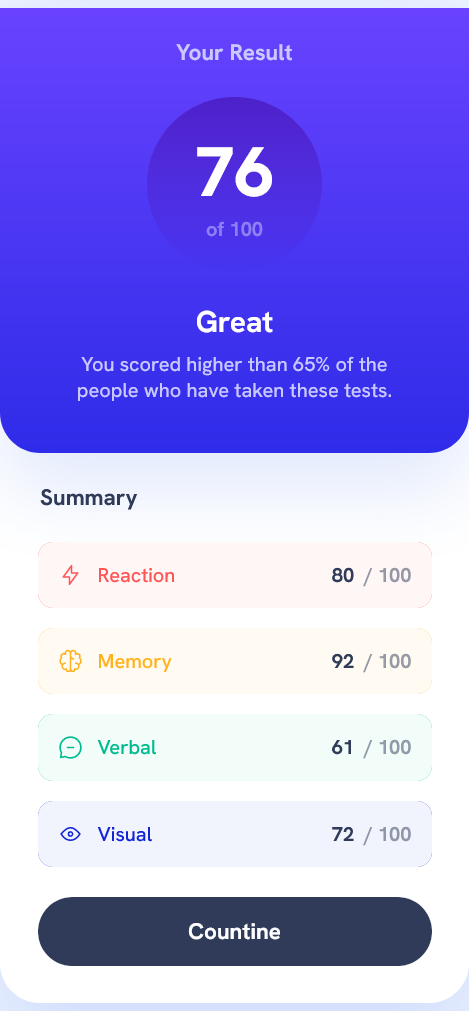 Your Result
76
of 100
Great
You scored higher than 65% of the
people who have taken these tests.
Summary
Reaction 80 / 100
Memory 92 / 100
Verbal 61 / 100
Visual 72 / 100
Countine